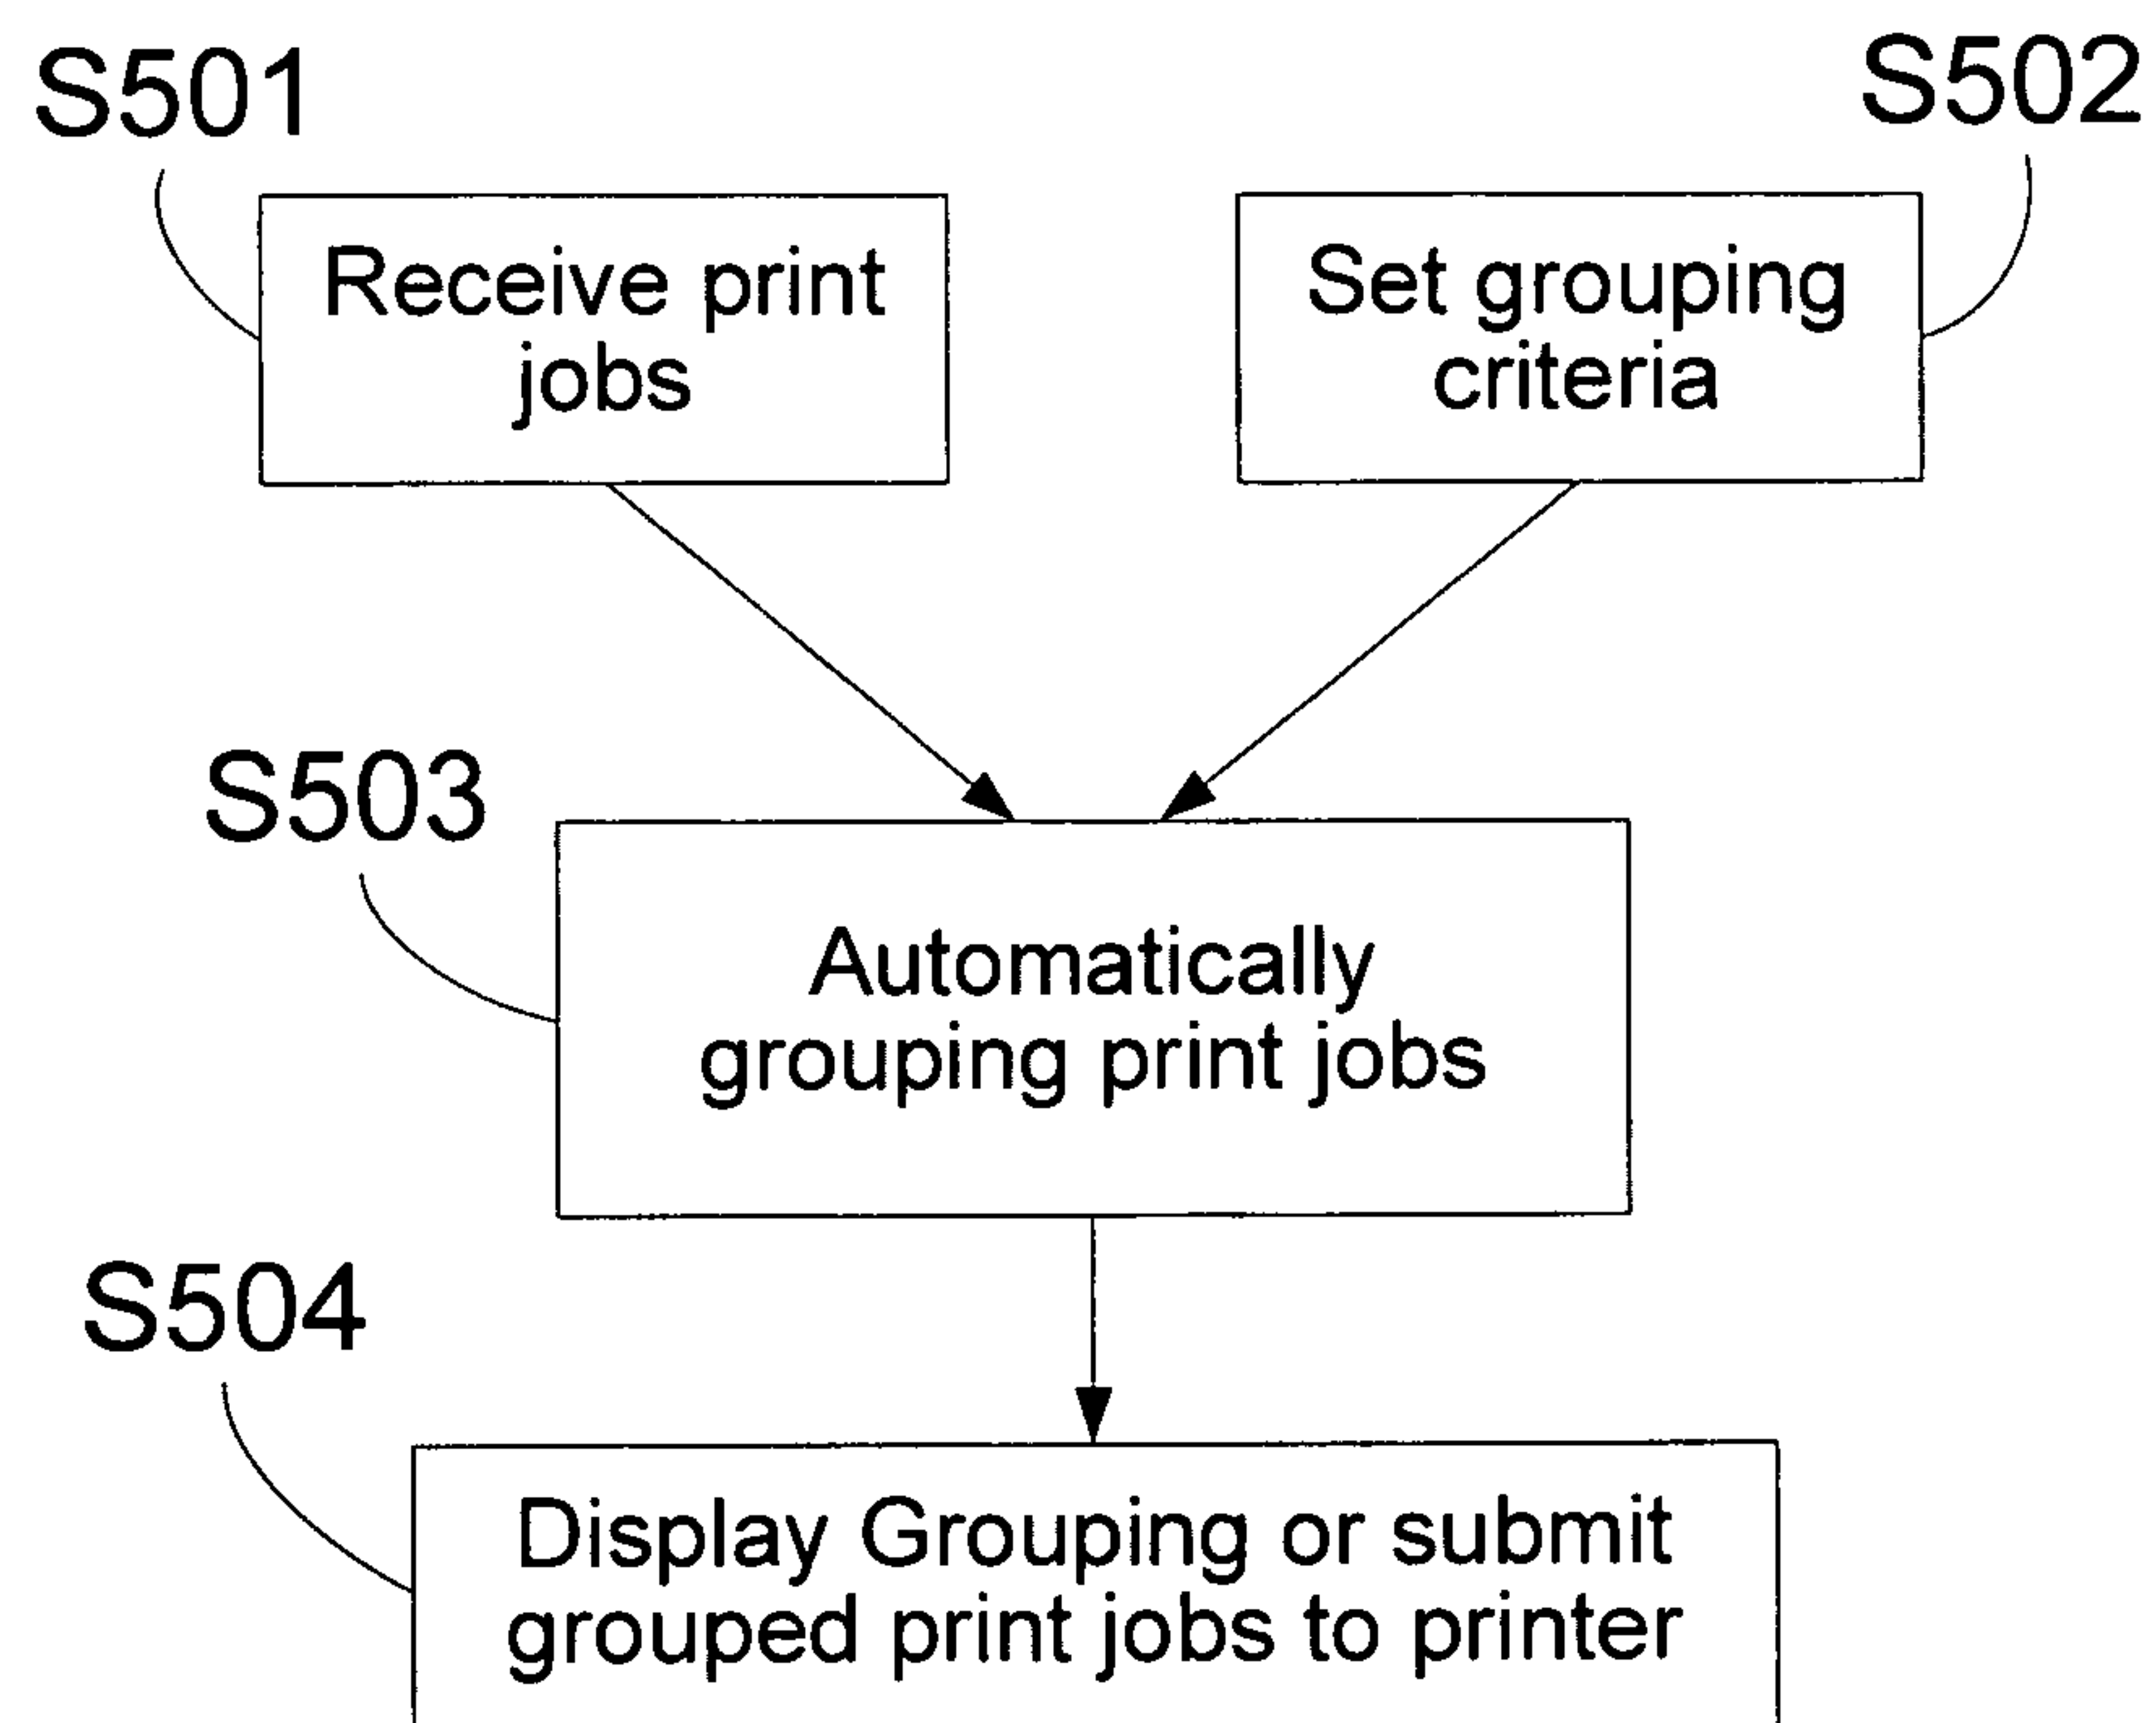 S501
S502
Receive print
jobs
Set grouping
criteria
S503
Automatically
grouping print jobs
S504
Display Grouping or submit
grouped print jobs to printer